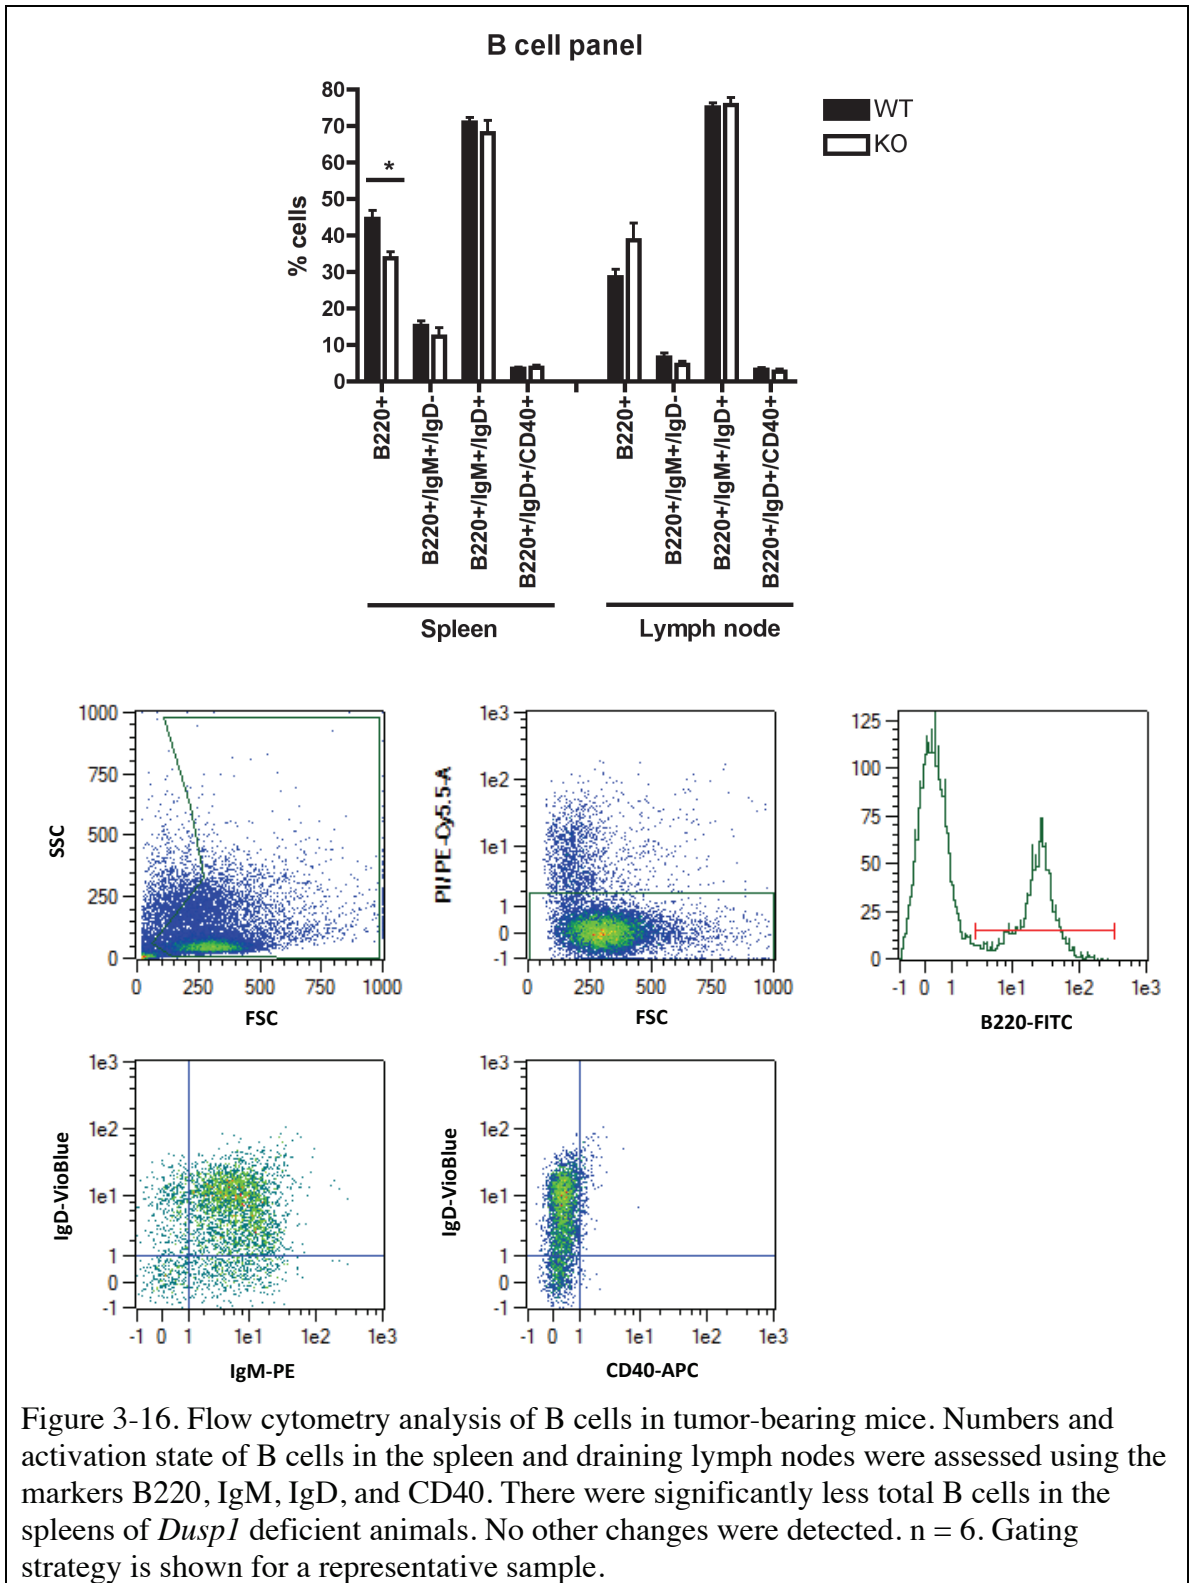 B cell panel
WT
KO
% cells
80
70
60
50
40
30
20
10
0
*
B220+
B220+/IgM+/IgD-
B220+/IgM+/IgD+
B220+/IgD+/CD40+
B220+
B220+/IgM+/IgD-
B220+/IgM+/IgD+
B220+/IgD+/CD40+
Spleen
Lymph node
SSC
1000
750
500
250
0
0 250 500 750 1000
FSC
PI/PE-Cy5.5-A
1e3
1e2
1e1
1
0
-1
0 250 500 750 1000
FSC
125
100
75
50
25
0
-1 0 1 1e1 1e2 1e3
B220-FITC
IgD-VioBlue
1e3
1e2
1e1
1
0
-1
-1 0 1 1e1 1e2 1e3
IgM-PE
IgD-VioBlue
1e3
1e2
1e1
1
0
-1
-1 0 1 1e1 1e2 1e3
CD40-APC
Figure 3-16. Flow cytometry analysis of B cells in tumor-bearing mice. Numbers and
activation state of B cells in the spleen and draining lymph nodes were assessed using the
markers B220, IgM, IgD, and CD40. There were significantly less total B cells in the
spleens of Dusp1 deficient animals. No other changes were detected. n = 6. Gating
strategy is shown for a representative sample.